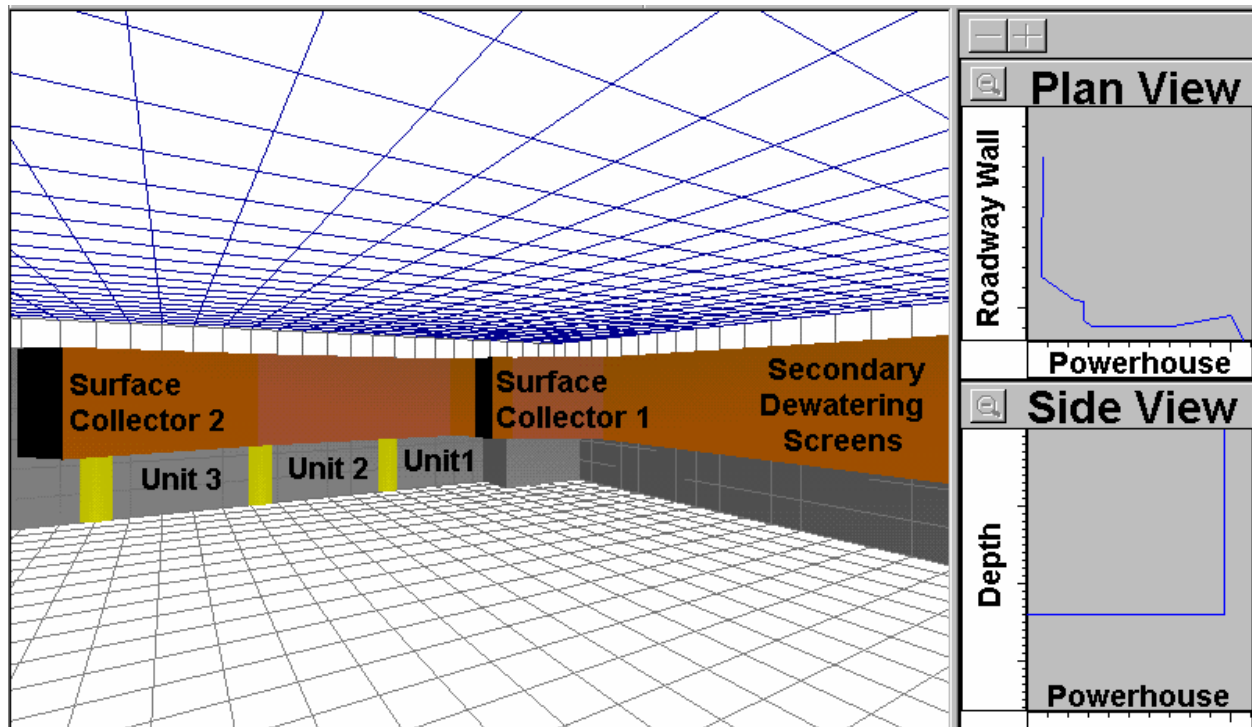 Surface
Collector 2
Surface
Collector 1
Secondary
Dewatering
Screens
Unit 3
Unit 2
Unit1
Plan View
Roadway Wall
Powerhouse
Side View
Depth
Powerhouse